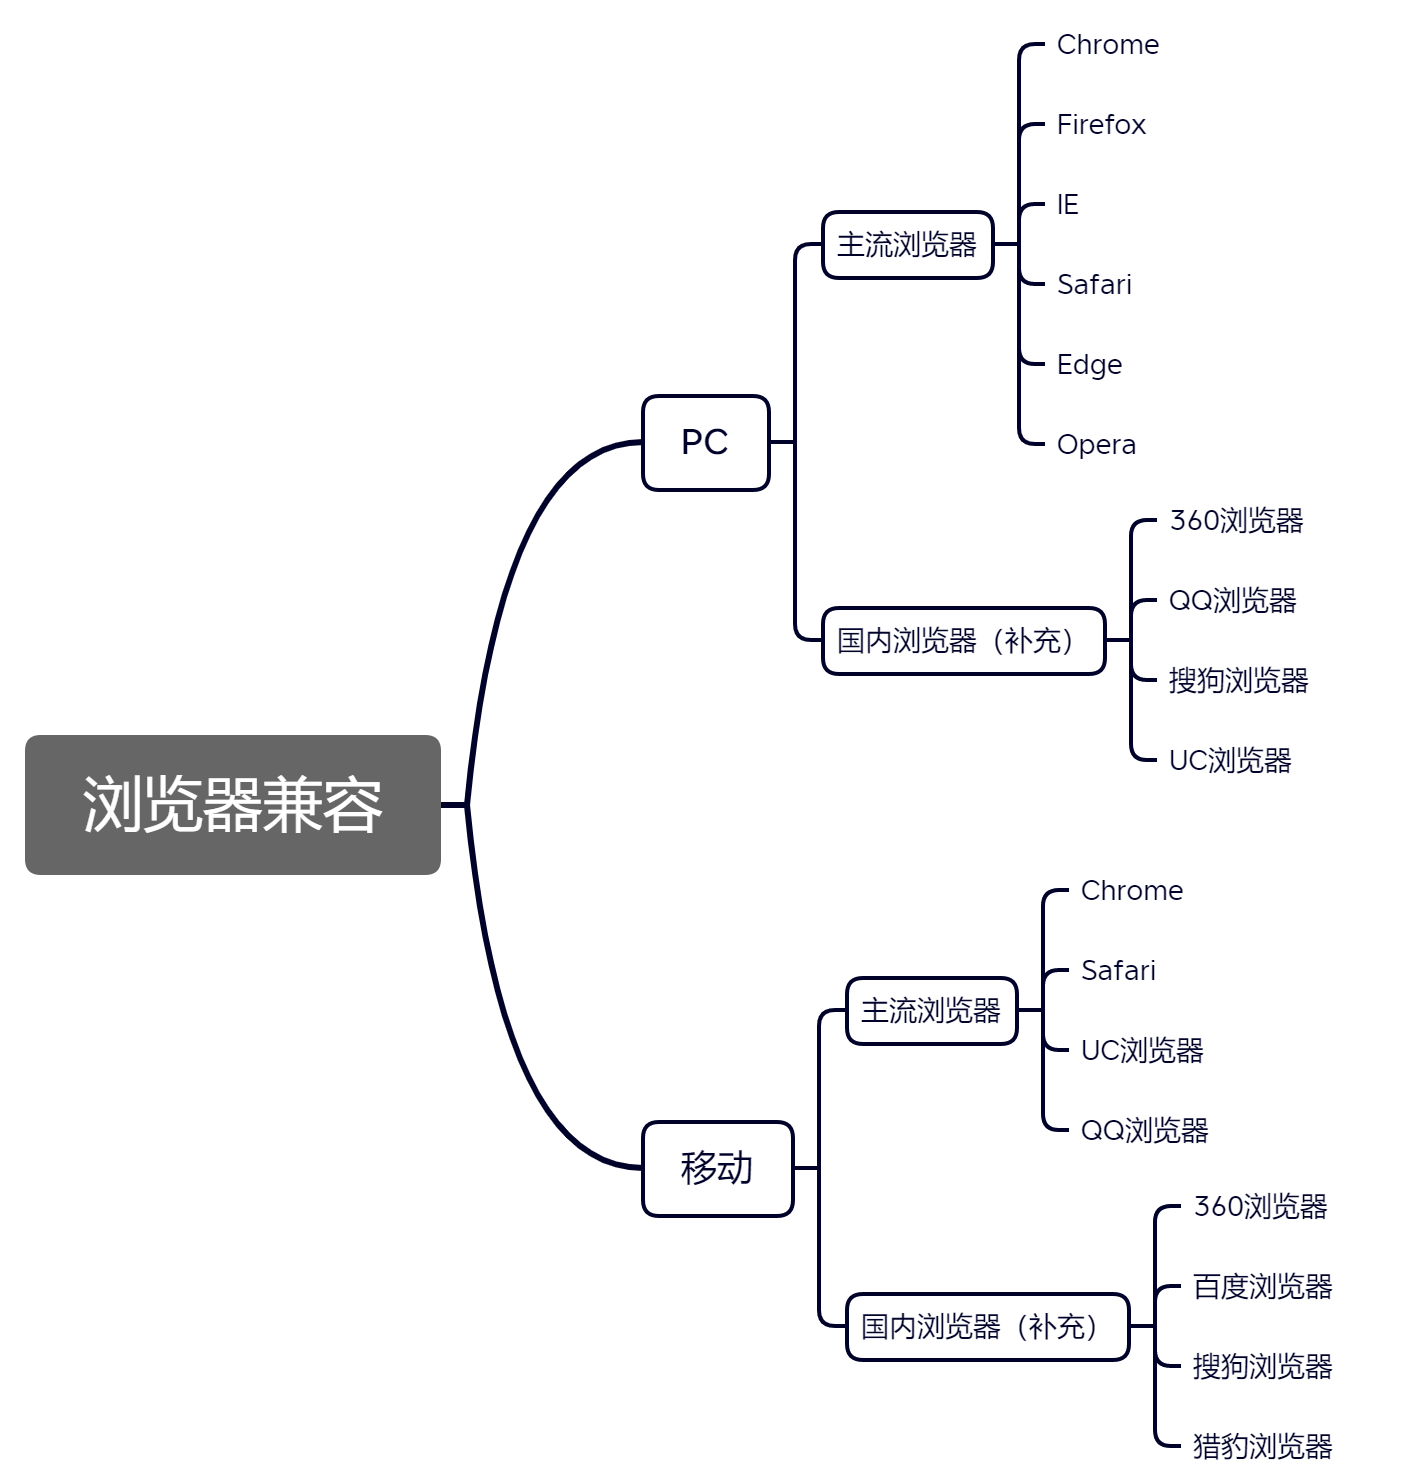 浏览器兼容
PC
主流浏览器
Chrome
Firefox
IE
Safari
Edge
Opera
国内浏览器（补充）
360浏览器
QQ浏览器
搜狗浏览器
UC浏览器
移动
主流浏览器
Chrome
Safari
UC浏览器
QQ浏览器
国内浏览器（补充）
360浏览器
百度浏览器
搜狗浏览器
猎豹浏览器